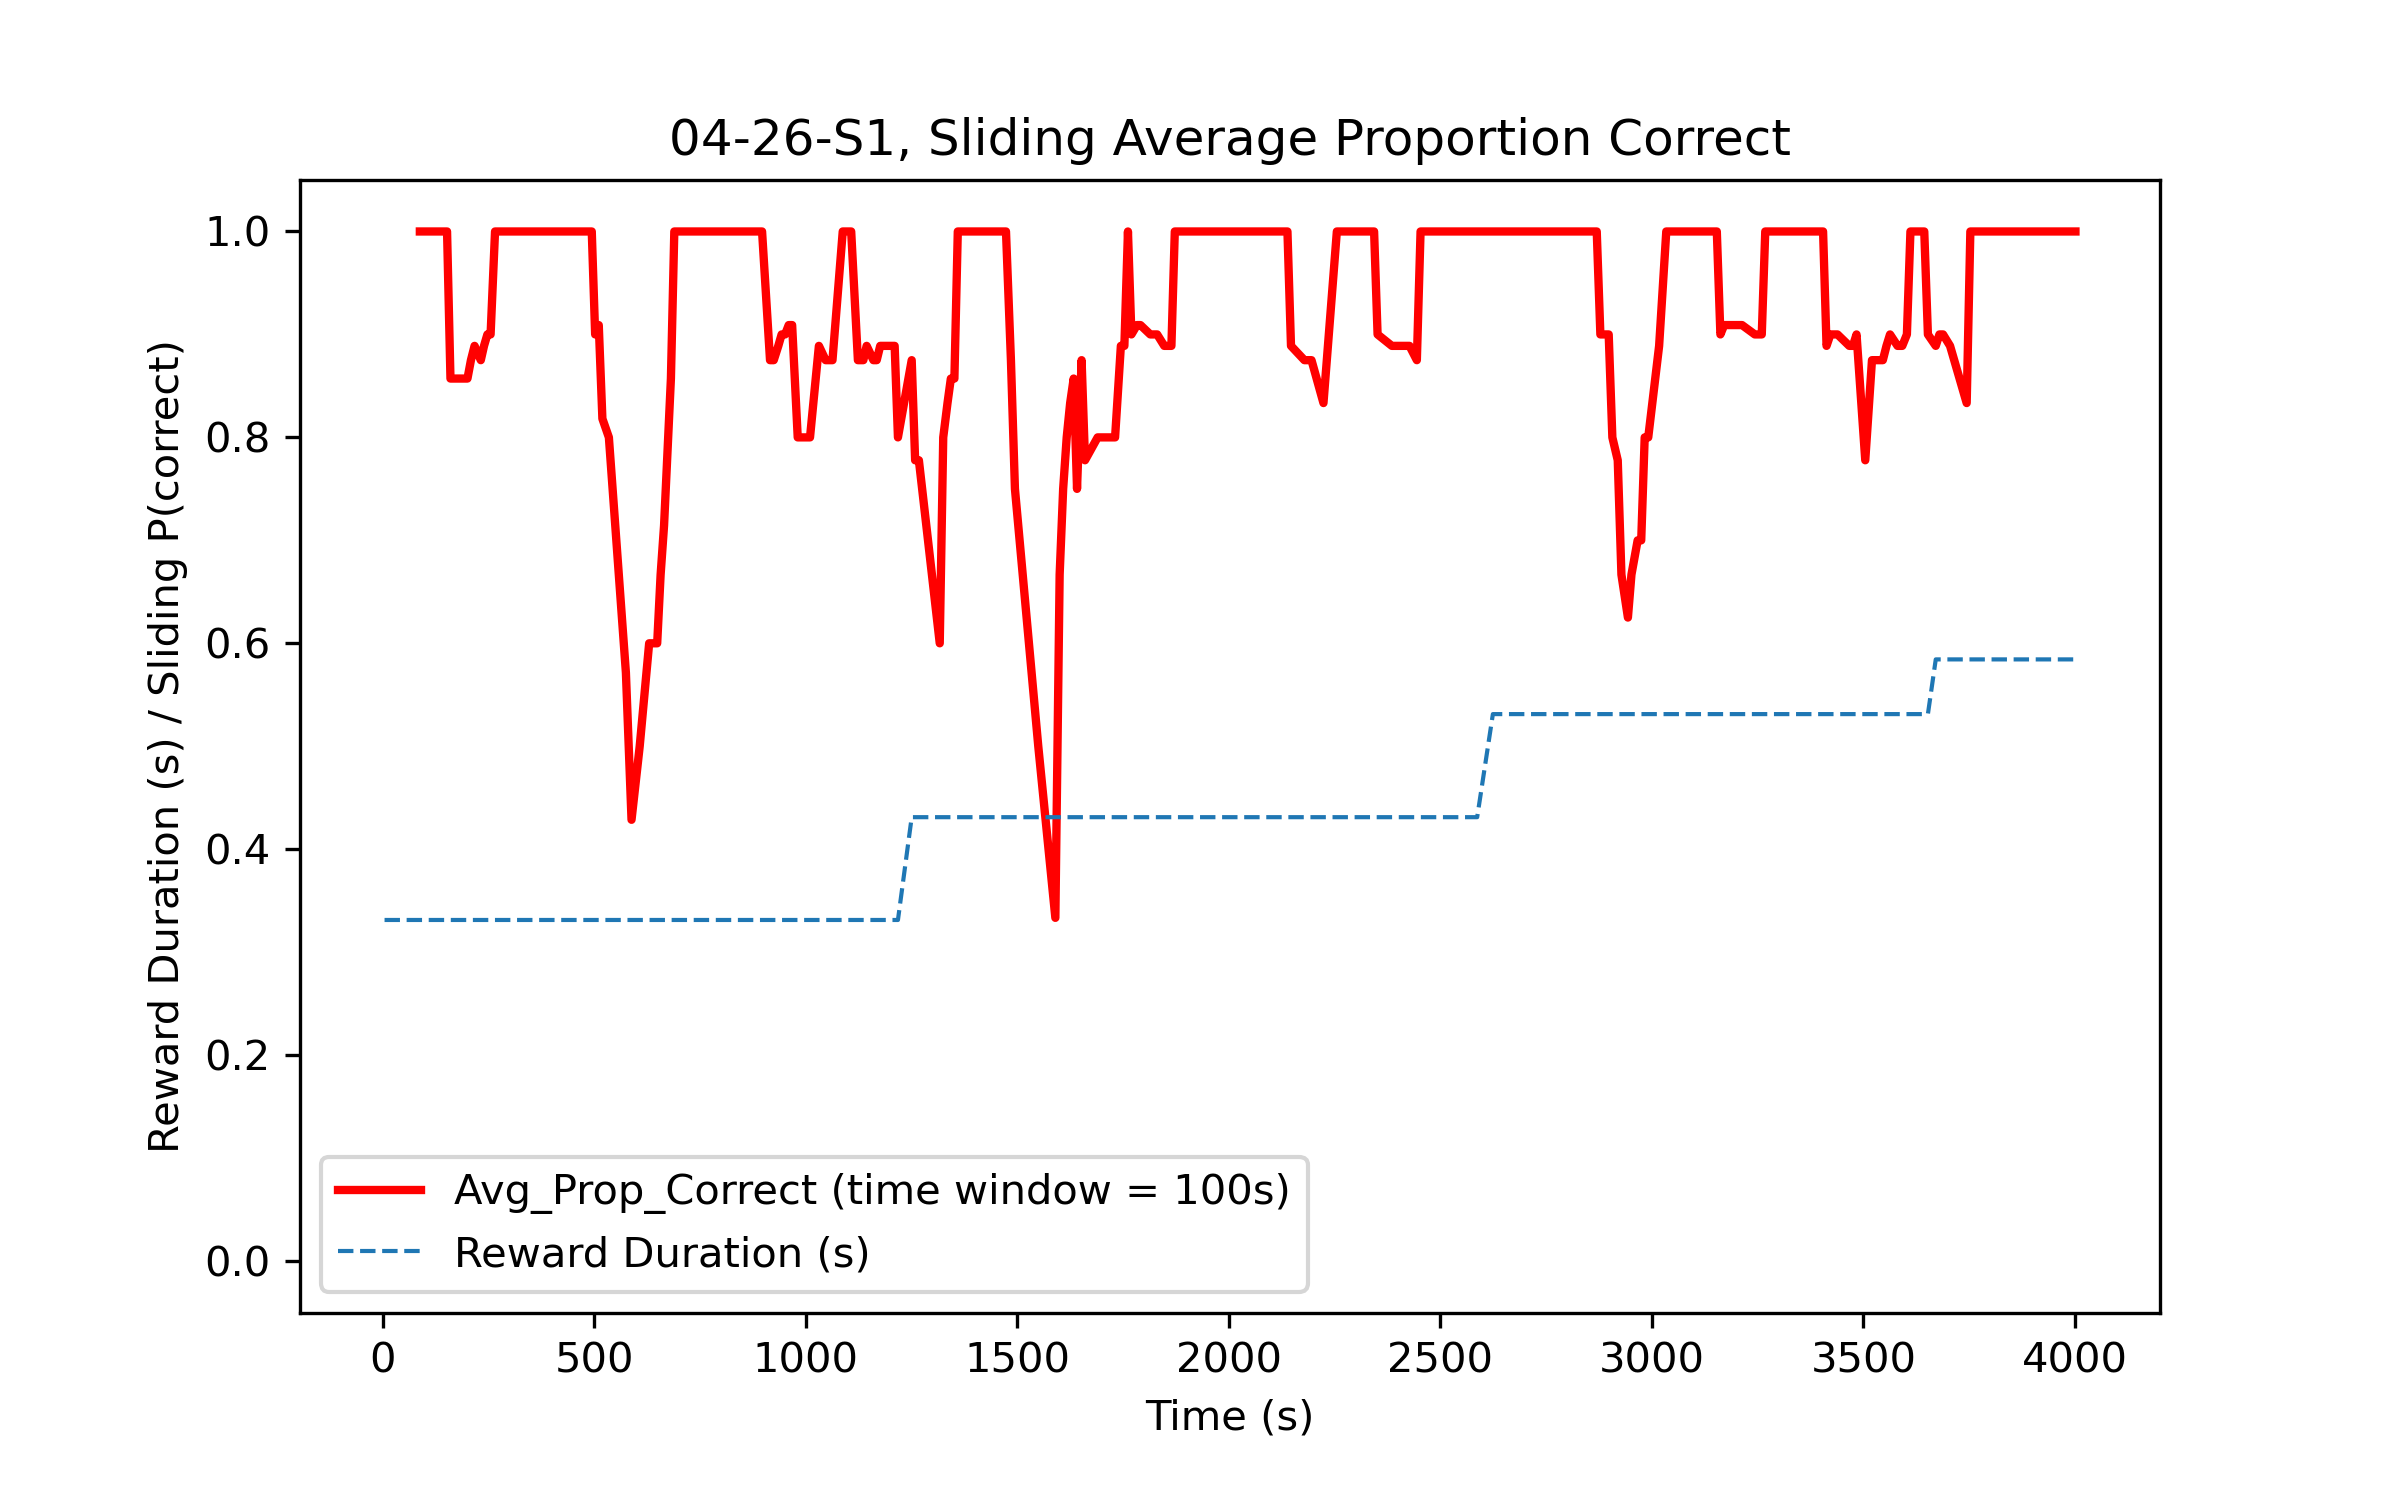 04-26-S1, Sliding Average Proportion Correct
Reward Duration (s) / Sliding P(correct)
1.0
0.8
0.6
0.4
0.2
0.0
Avg_Prop_Correct (time window = 100s)
Reward Duration (s)
0 500 1000 1500 2000 2500 3000 3500 4000
Time (s)